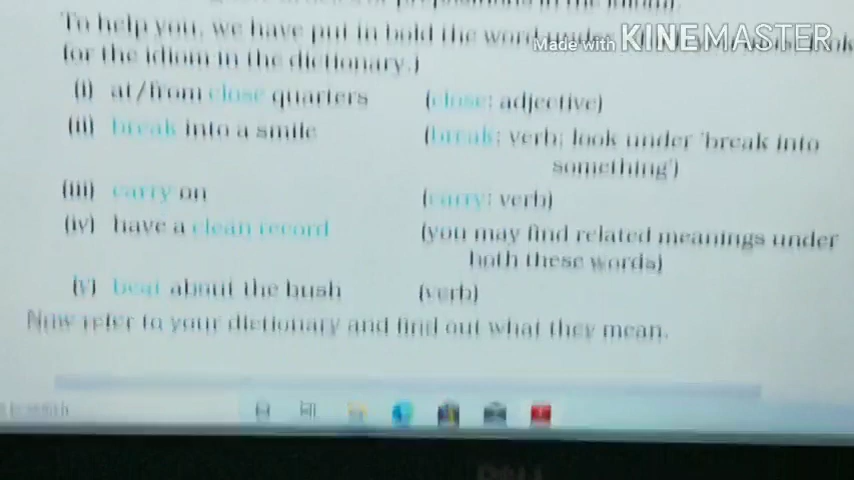 To help you, we have put in bold the word under
Made with KINEMASTER
for the idiom in the dictionary.)
(i) at/from close quarters (close: adjective)
(ii) break into a smile (break: verb; look under 'break into
something')
(iii) carry on (carry: verb)
(iv) have a clean record (you may find related meanings under
both these words)
(v) beat about the bush (verb)
Now refer to your dictionary and find out what they mean.